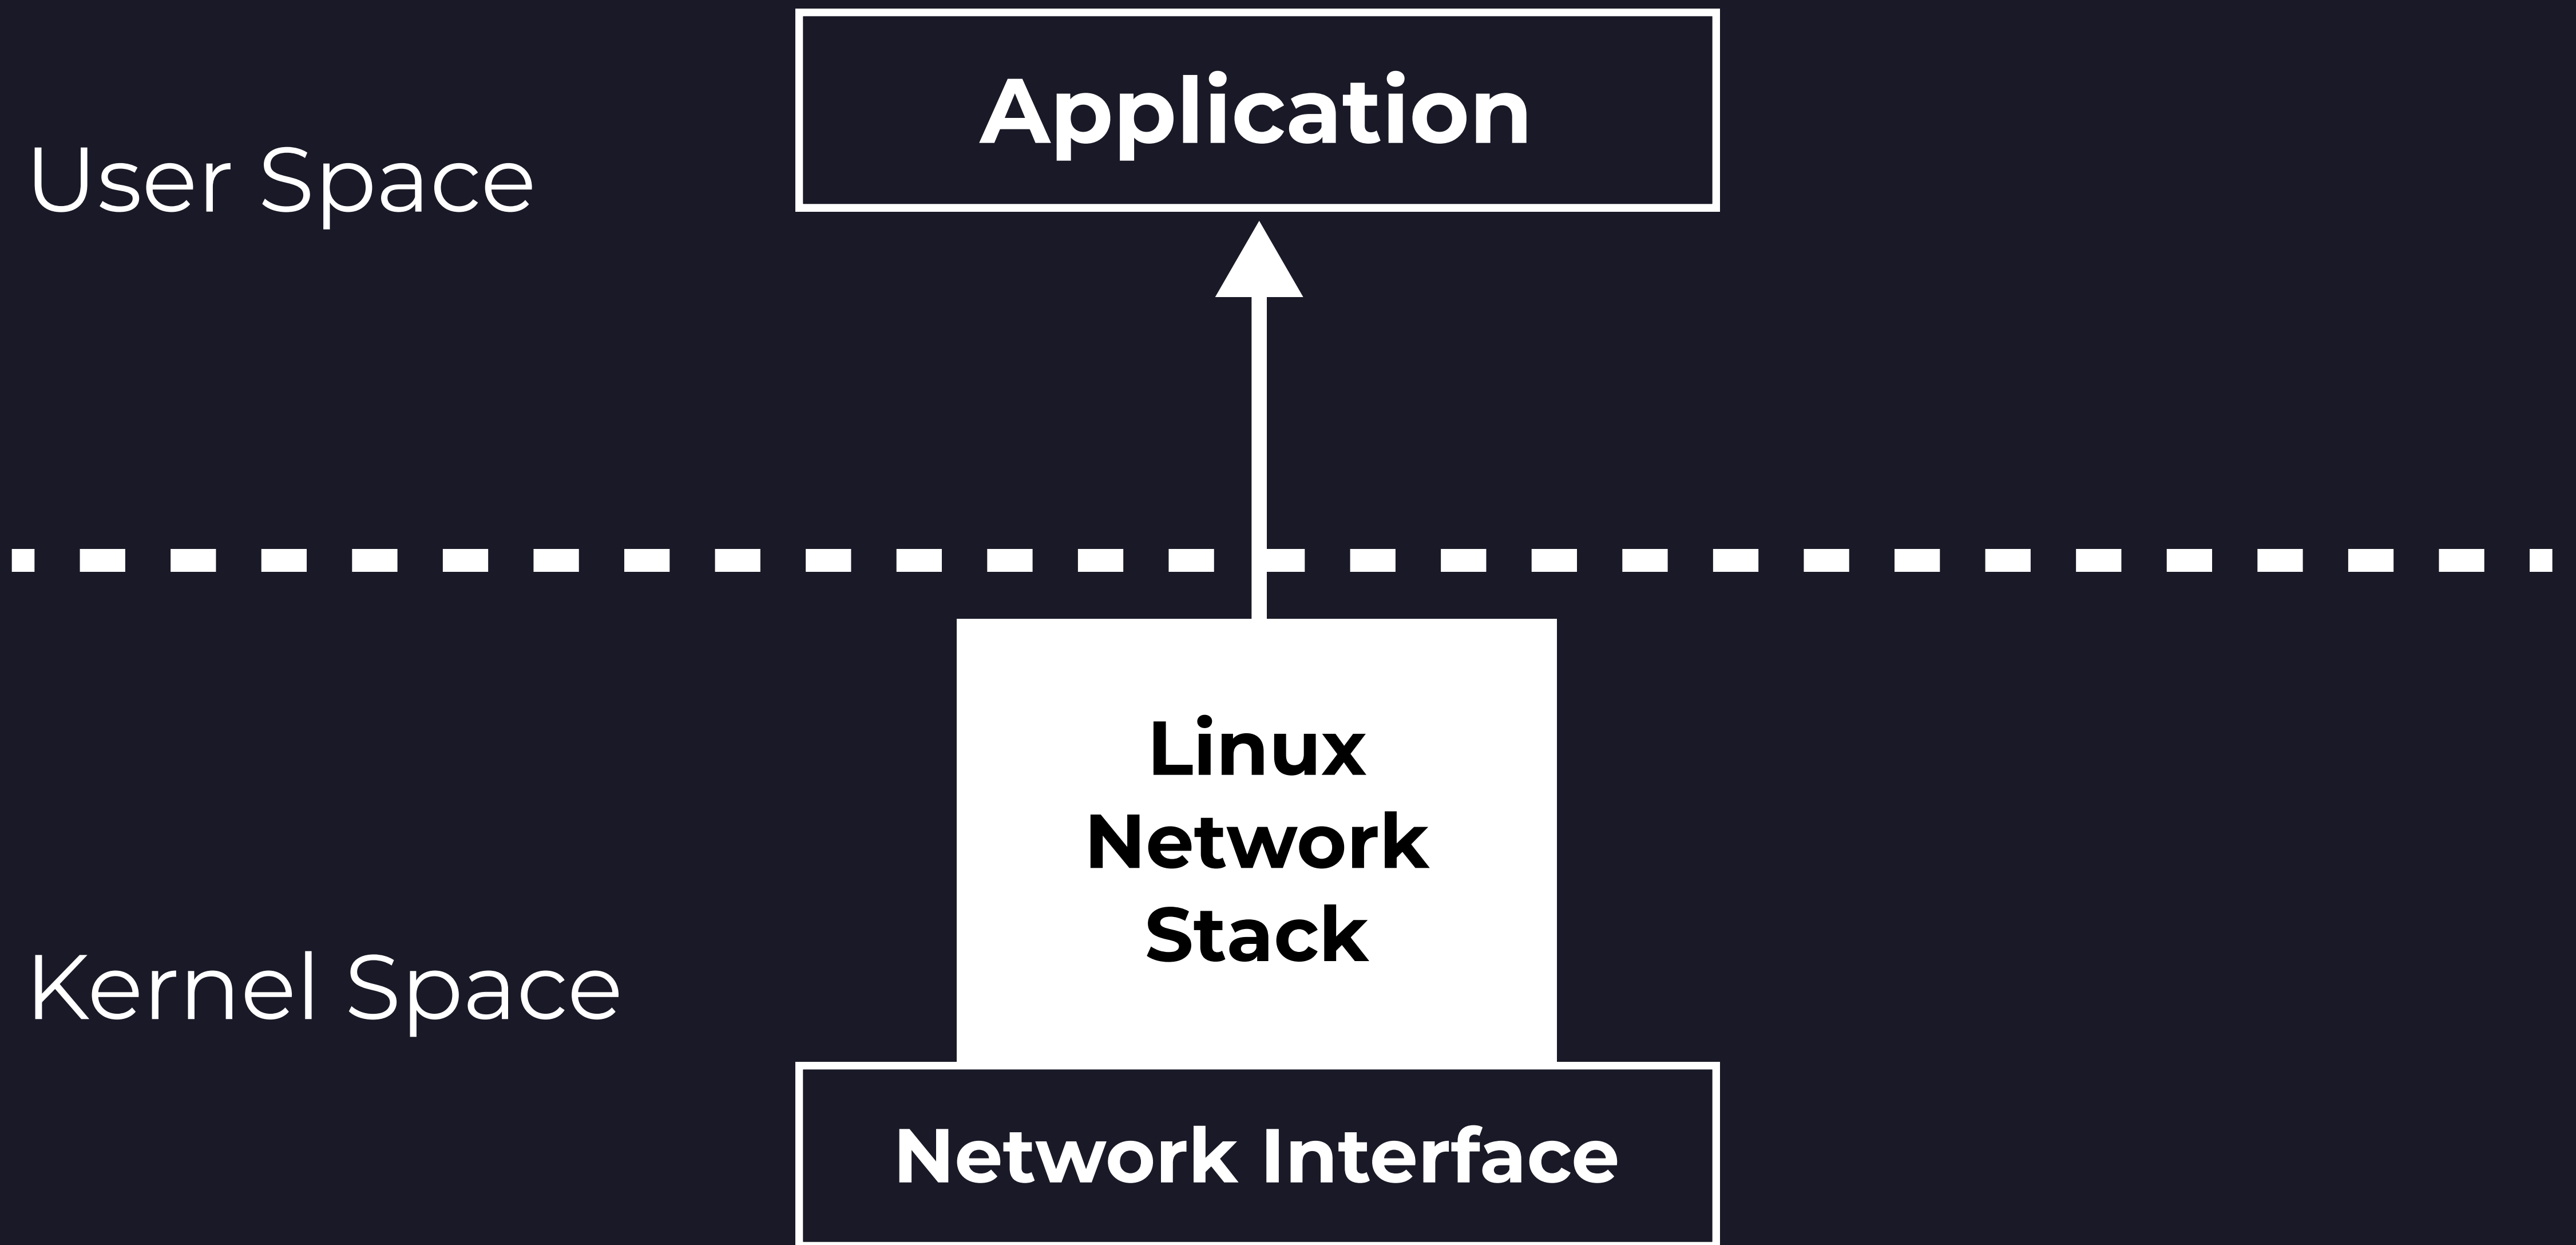 Application
User Space
Linux
Network
Stack
Kernel Space
Network Interface